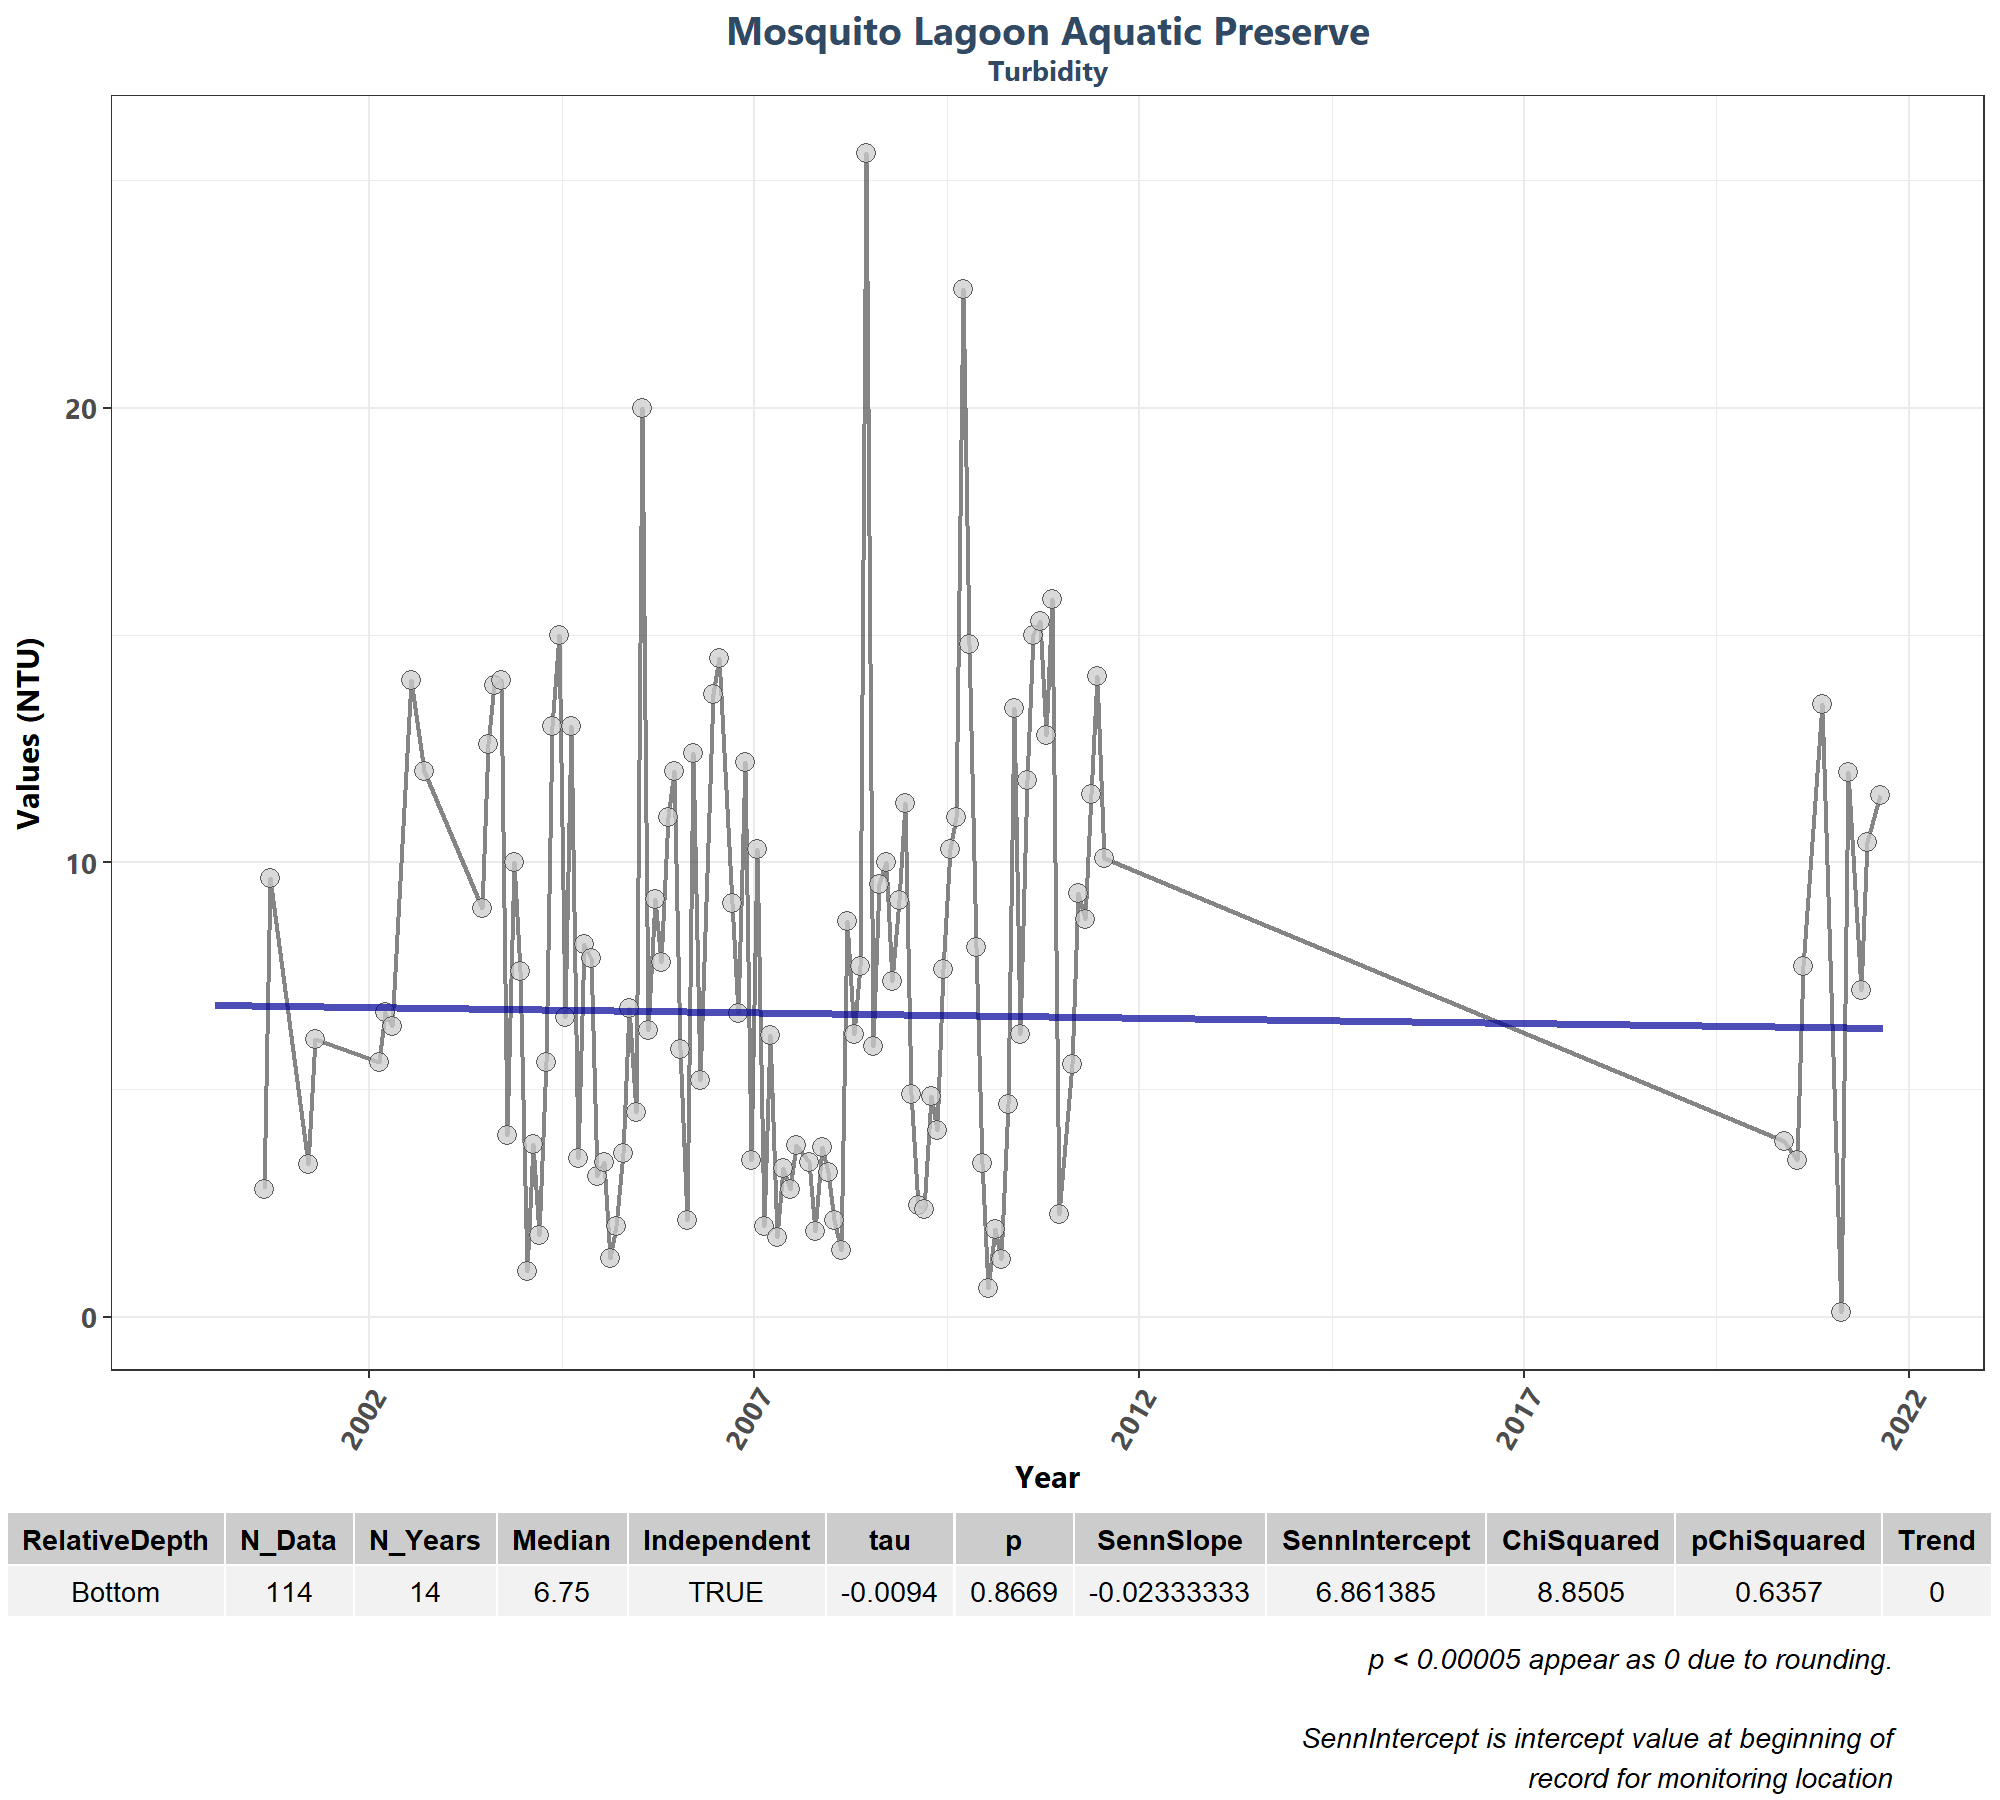 Mosquito Lagoon Aquatic Preserve
Turbidity
Values (NTU)
20
10
0
2002 2007 2012 2017 2022
Year
RelativeDepth N_Data N_Years Median Independent tau p SennSlope SennIntercept ChiSquared pChiSquared Trend
Bottom 114 14 6.75 TRUE -0.0094 0.8669 -0.02333333 6.861385 8.8505 0.6357 0
p < 0.00005 appear as 0 due to rounding.
SennIntercept is intercept value at beginning of
record for monitoring location